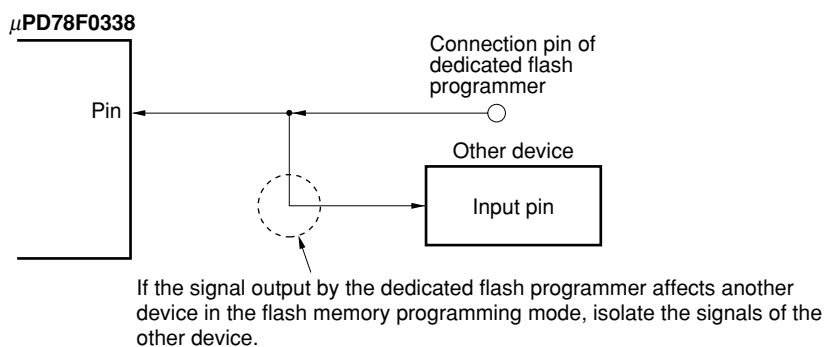 μPD78F0338
Connection pin of
dedicated flash
programmer
Pin
Other device
Input pin
If the signal output by the dedicated flash programmer affects another
device in the flash memory programming mode, isolate the signals of the
other device.